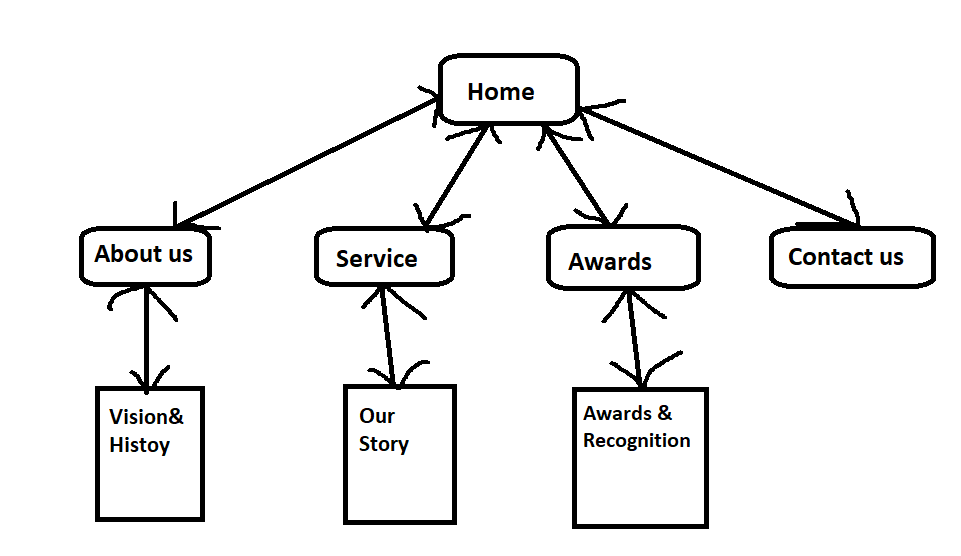 Home
About us
Service
Awards
Contact us
Vision&
Histoy
Our
Story
Awards &
Recognition